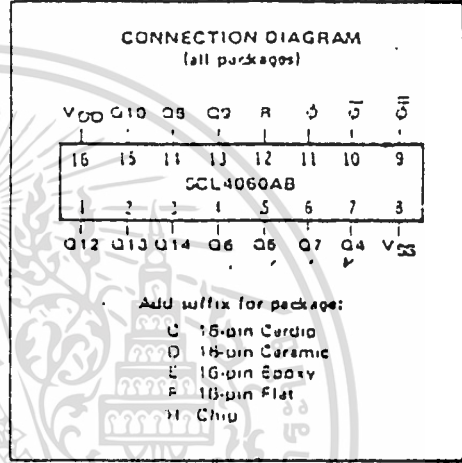 CONNECTION DIAGRAM
(all packages)
VDD Q10 Q8 Q9 R φ φ̅ φ̿
16 15 14 13 12 11 10 9
SCL4060AB
1 2 3 4 5 6 7 8
Q12 Q13 Q14 Q6 Q5 Q7 Q4 VSS
Add suffix for package:
C 16-pin Cerdip
D 16-pin Ceramic
E 16-pin Epoxy
F 16-pin Flat
H Chip